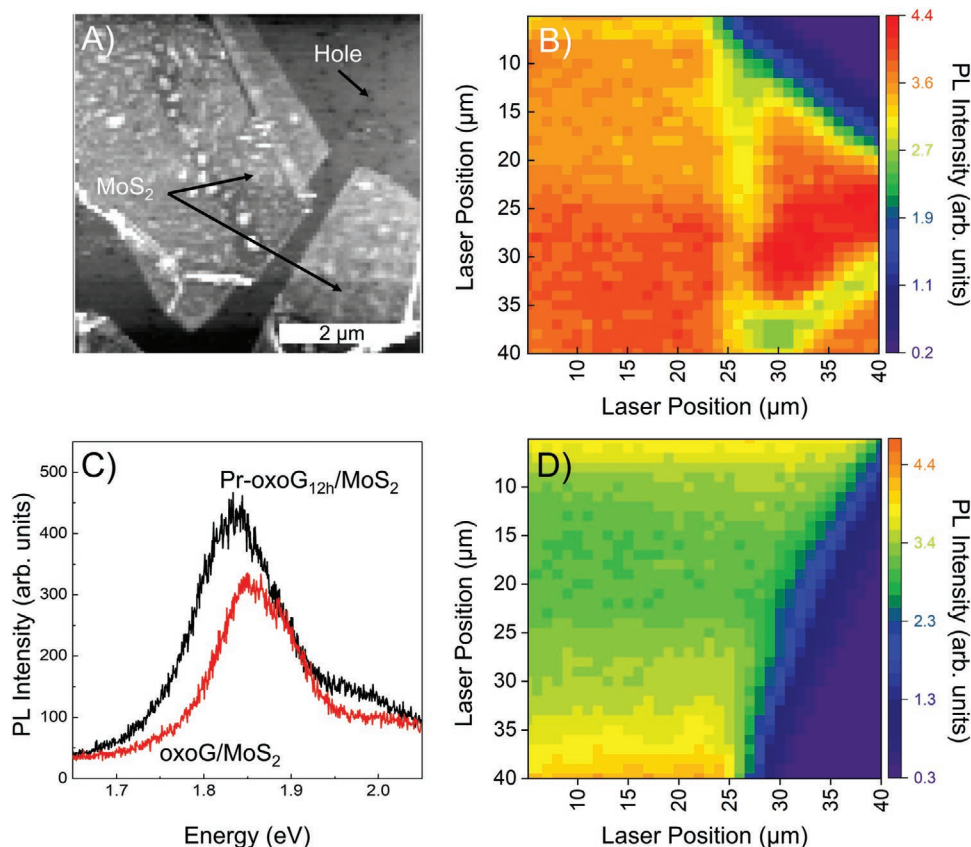 A)
Hole
MoS₂
2 µm
B)
Laser Position (µm)
10
15
20
25
30
35
40
10
15
20
25
30
35
40
Laser Position (µm)
4.4
3.6
2.7
1.9
1.1
0.2
PL Intensity (arb. units)
C)
PL Intensity (arb. units)
500
400
300
200
100
0
Pr-oxoG₁₂ₕ/MoS₂
oxoG/MoS₂
1.7
1.8
1.9
2.0
Energy (eV)
D)
Laser Position (µm)
10
15
20
25
30
35
40
10
15
20
25
30
35
40
Laser Position (µm)
4.4
3.4
2.3
1.3
0.3
PL Intensity (arb. units)